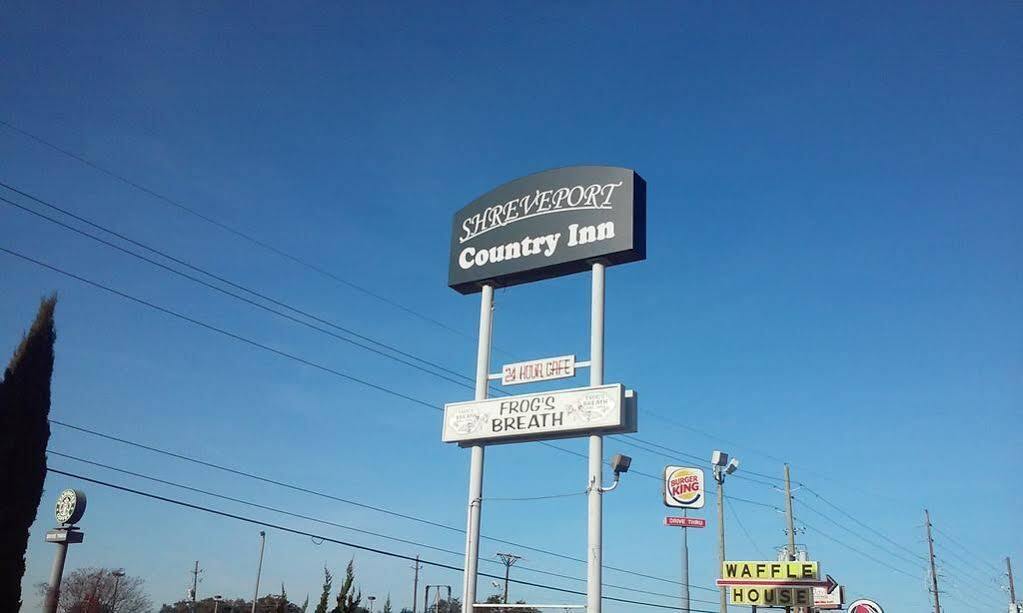 SHREVEPORT
Country Inn
24 HOUR CAFE
FROG'S
BREATH
BURGER
KING
DRIVE THRU
WAFFLE
HOUSE